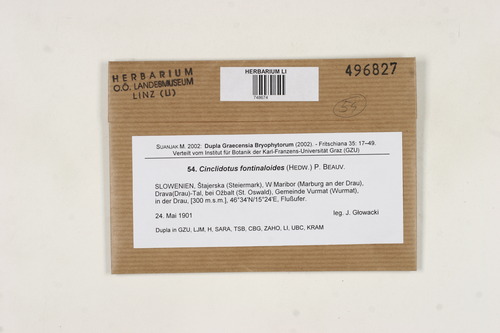 HERBARIUM
O.Ö. LANDESMUSEUM
LINZ (U)
HERBARIUM LI
496827
54
SUANJAK M. 2002: Dupla Graecensia Bryophytorum (2002). - Fritschiana 35: 17–49.
Verteilt vom Institut für Botanik der Karl-Franzens-Universität Graz (GZU)
54. Cinclidotus fontinaloides (HEDW.) P. BEAUV.
SLOWENIEN, Štajerska (Steiermark), W Maribor (Marburg an der Drau),
Drava(Drau)-Tal, bei Ožbalt (St. Oswald), Gemeinde Vurmat (Wurmat),
in der Drau, [300 m.s.m.], 46°34'N/15°24'E, Flußufer.
24. Mai 1901 leg. J. Głowacki
Dupla in GZU, LJM, H, SARA, TSB, CBG, ZAHO, LI, UBC, KRAM